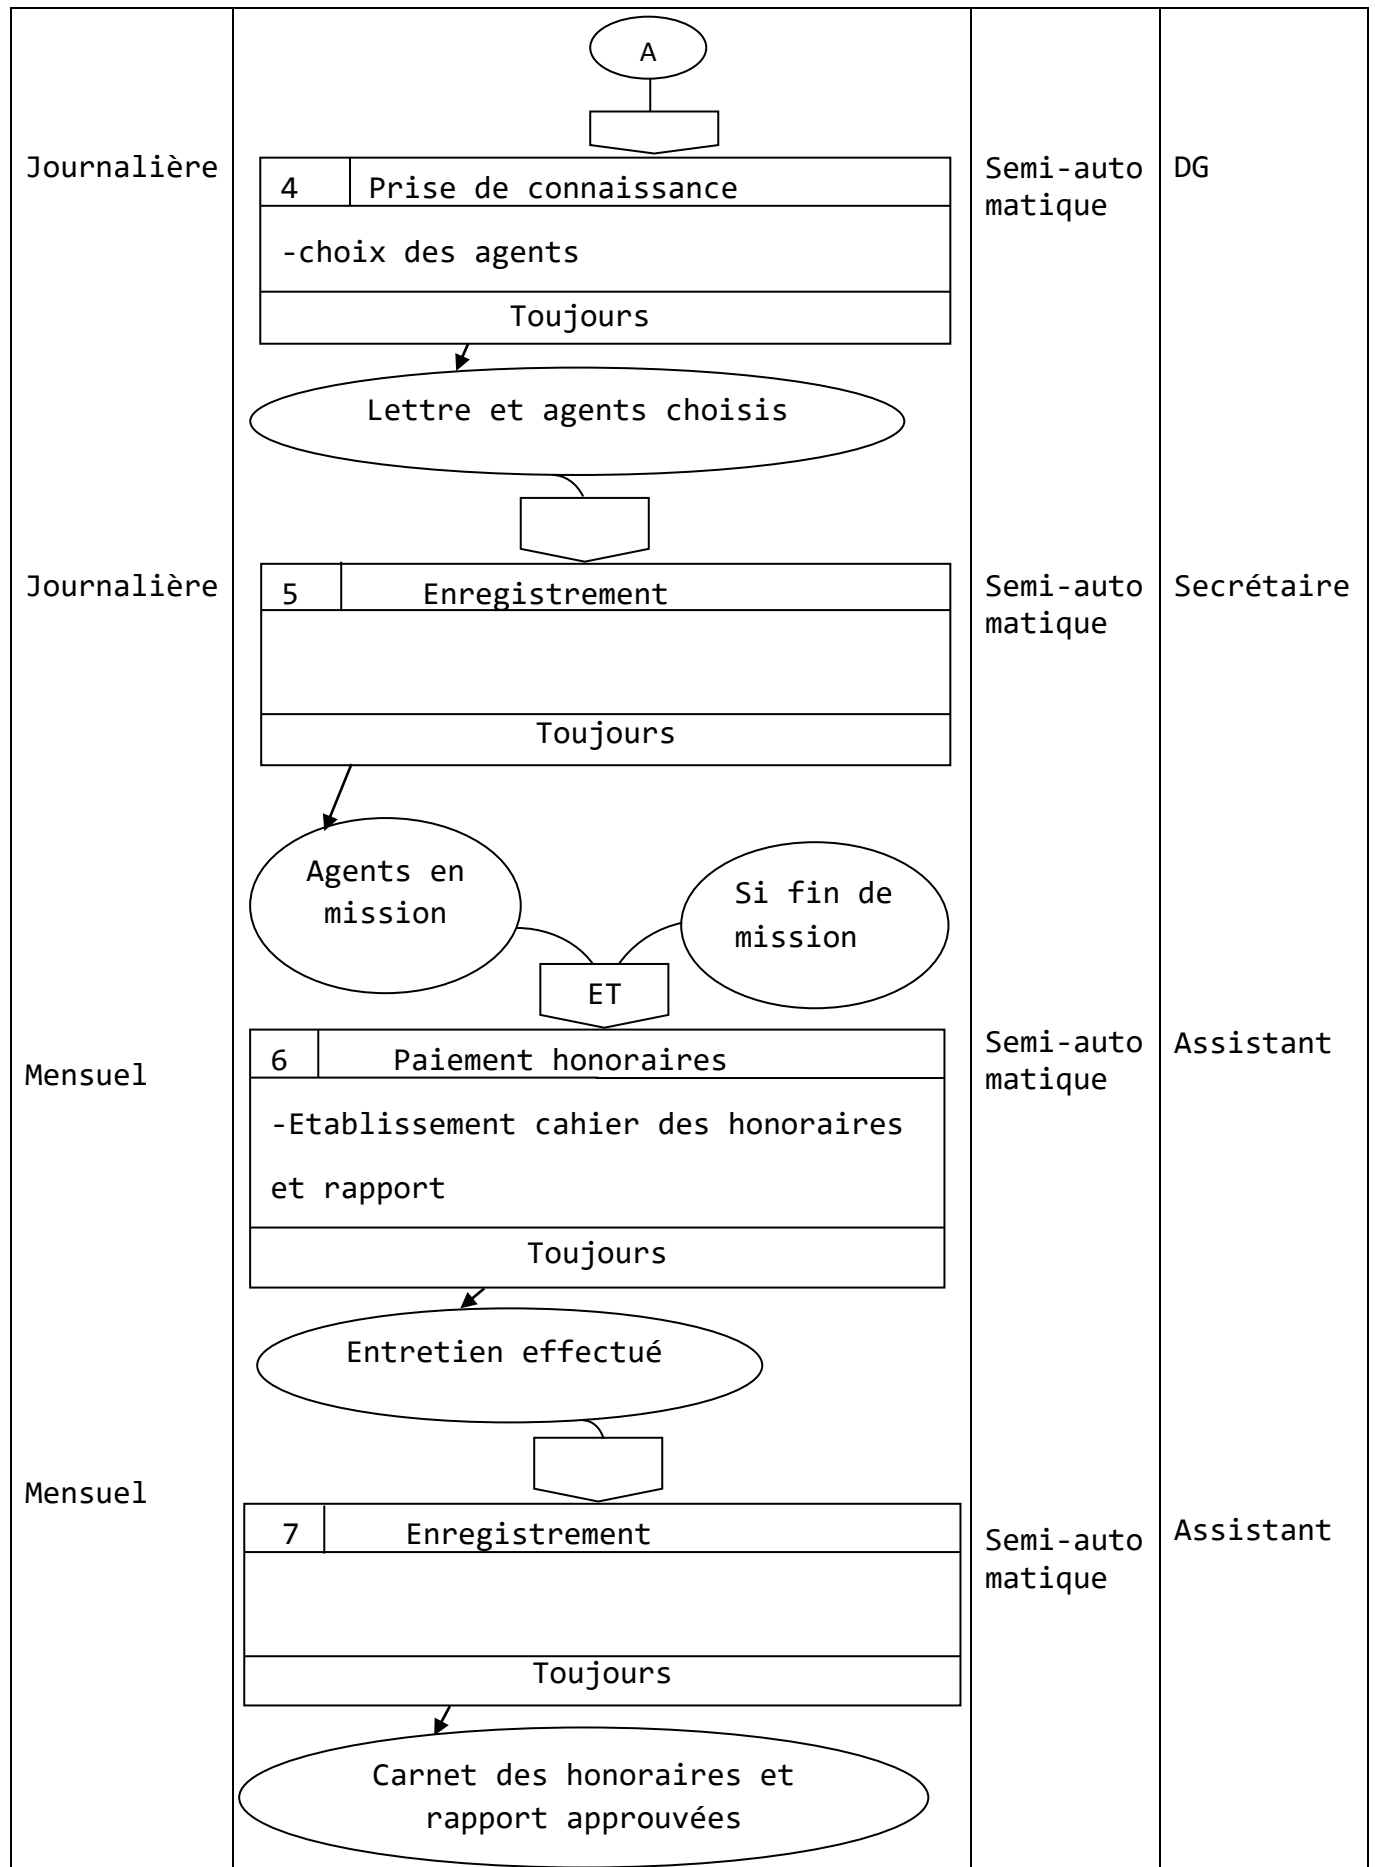 A
Journalière
4 Prise de connaissance
Semi-auto
matique
DG
-choix des agents
Toujours
Lettre et agents choisis
Journalière
5 Enregistrement
Semi-auto
matique
Secrétaire
Toujours
Agents en
mission
Si fin de
mission
ET
Mensuel
6 Paiement honoraires
Semi-auto
matique
Assistant
-Etablissement cahier des honoraires
et rapport
Toujours
Entretien effectué
Mensuel
7 Enregistrement
Semi-auto
matique
Assistant
Toujours
Carnet des honoraires et
rapport approuvées